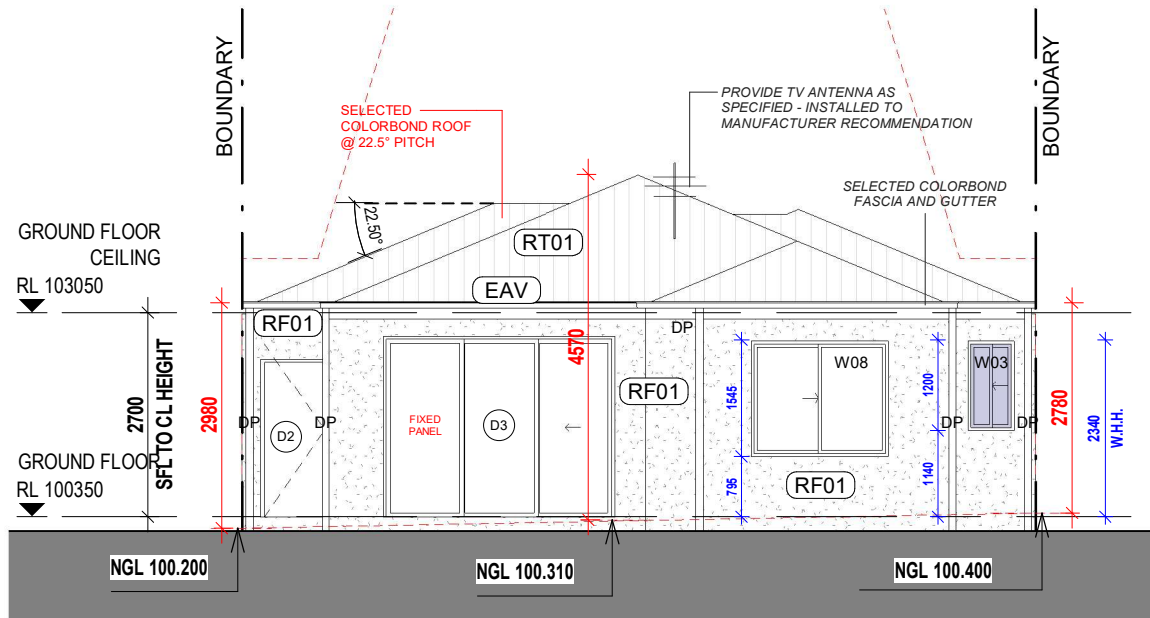 BOUNDARY
BOUNDARY
SELECTED
COLORBOND ROOF
@ 22.5° PITCH
PROVIDE TV ANTENNA AS
SPECIFIED - INSTALLED TO
MANUFACTURER RECOMMENDATION
SELECTED COLORBOND
FASCIA AND GUTTER
22.50°
GROUND FLOOR
CEILING
RL 103050
RT01
EAV
RF01
DP
4570
2700
SFL TO CL HEIGHT
2980
DP
D2
DP
FIXED
PANEL
D3
RF01
1545
795
W08
RF01
1200
1140
DP
W03
DP
2780
2340
W.H.H.
GROUND FLOOR
RL 100350
NGL 100.200
NGL 100.310
NGL 100.400